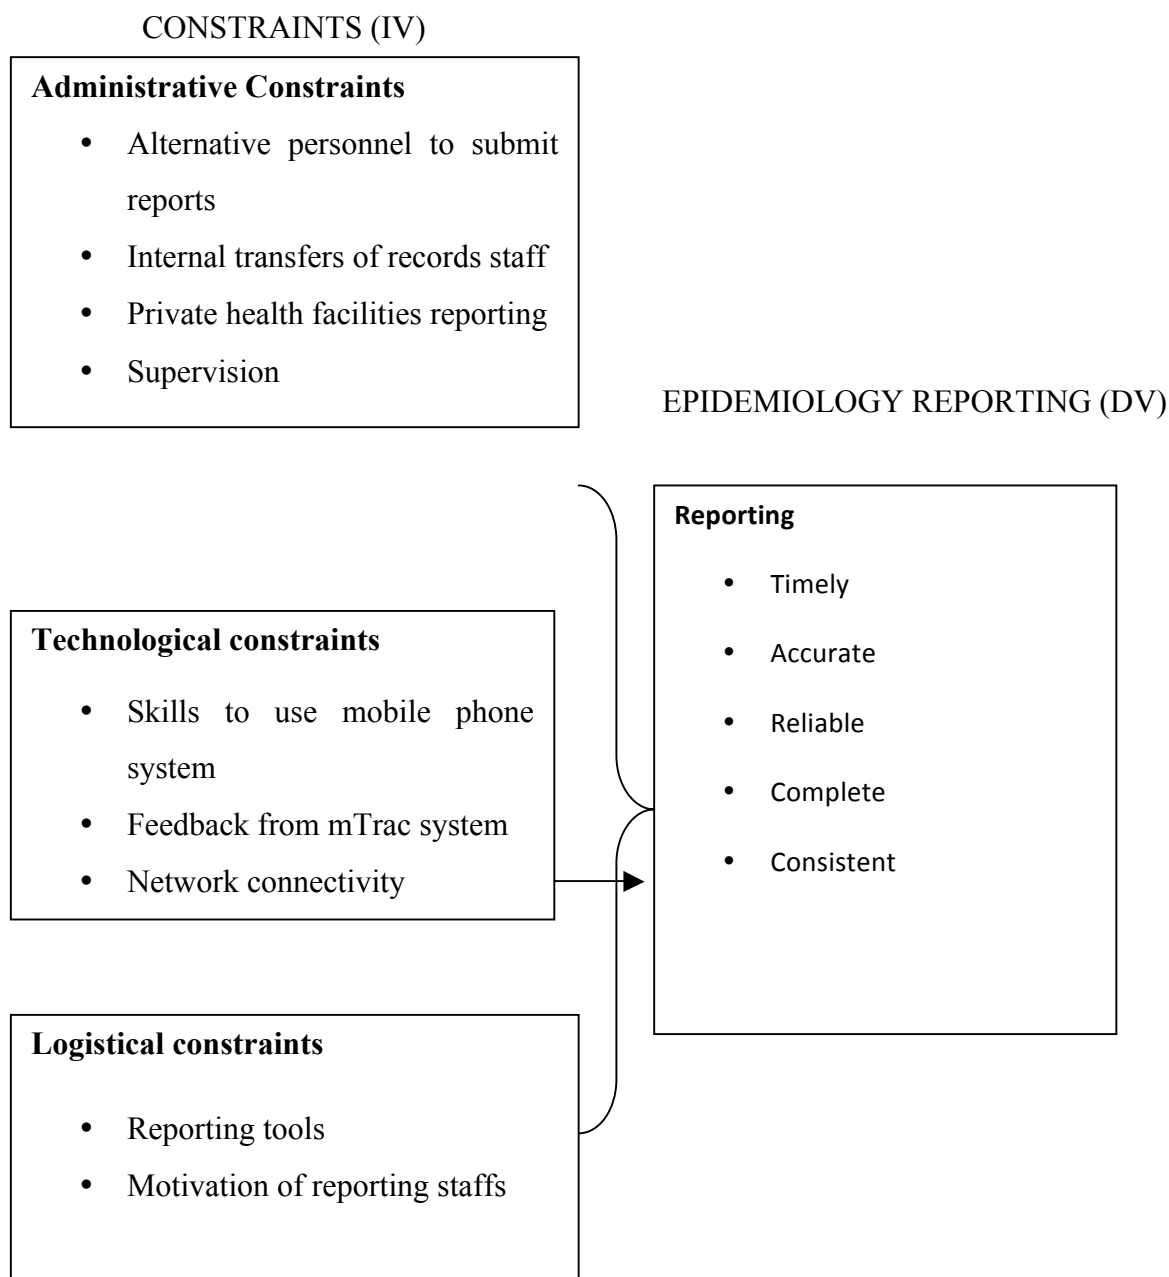 CONSTRAINTS (IV)
Administrative Constraints
• Alternative personnel to submit
reports
• Internal transfers of records staff
• Private health facilities reporting
• Supervision
EPIDEMIOLOGY REPORTING (DV)
Reporting
• Timely
• Accurate
• Reliable
• Complete
• Consistent
Technological constraints
• Skills to use mobile phone
system
• Feedback from mTrac system
• Network connectivity
Logistical constraints
• Reporting tools
• Motivation of reporting staffs